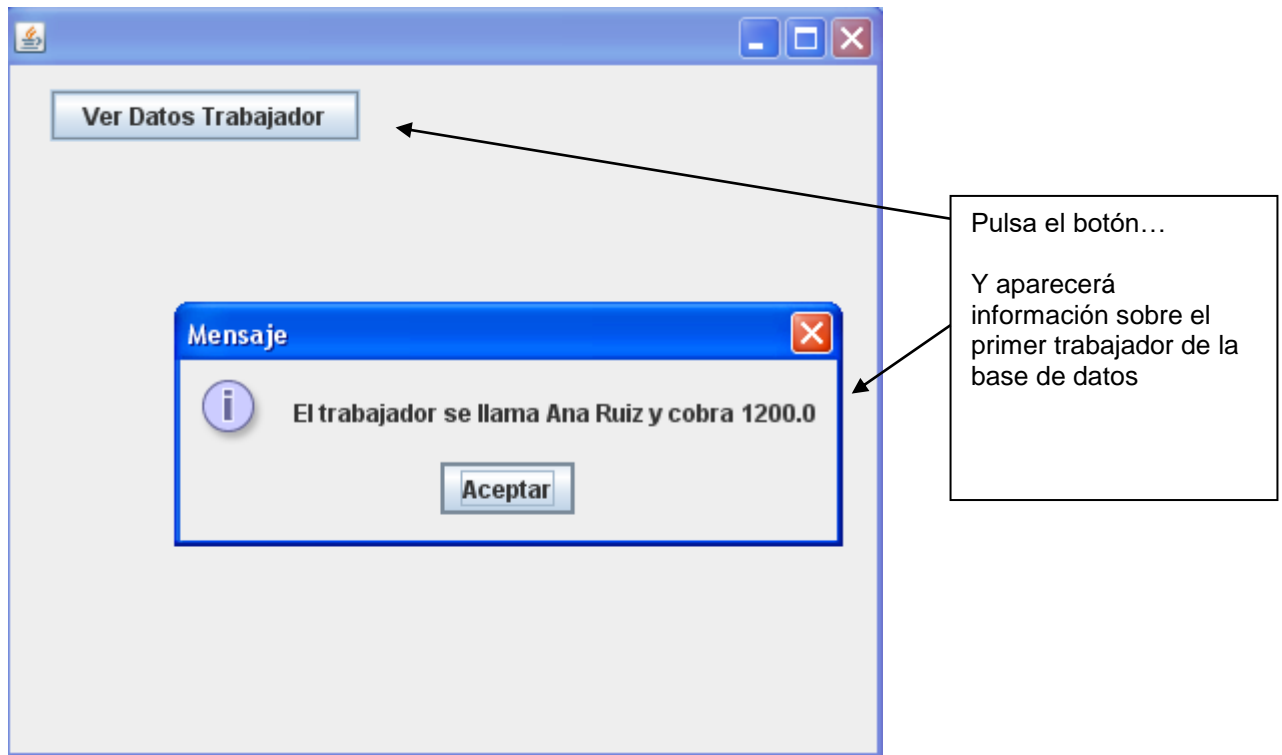 Ver Datos Trabajador
Pulsa el botón…
Y aparecerá
información sobre el
primer trabajador de la
base de datos
Mensaje
El trabajador se llama Ana Ruiz y cobra 1200.0
Aceptar